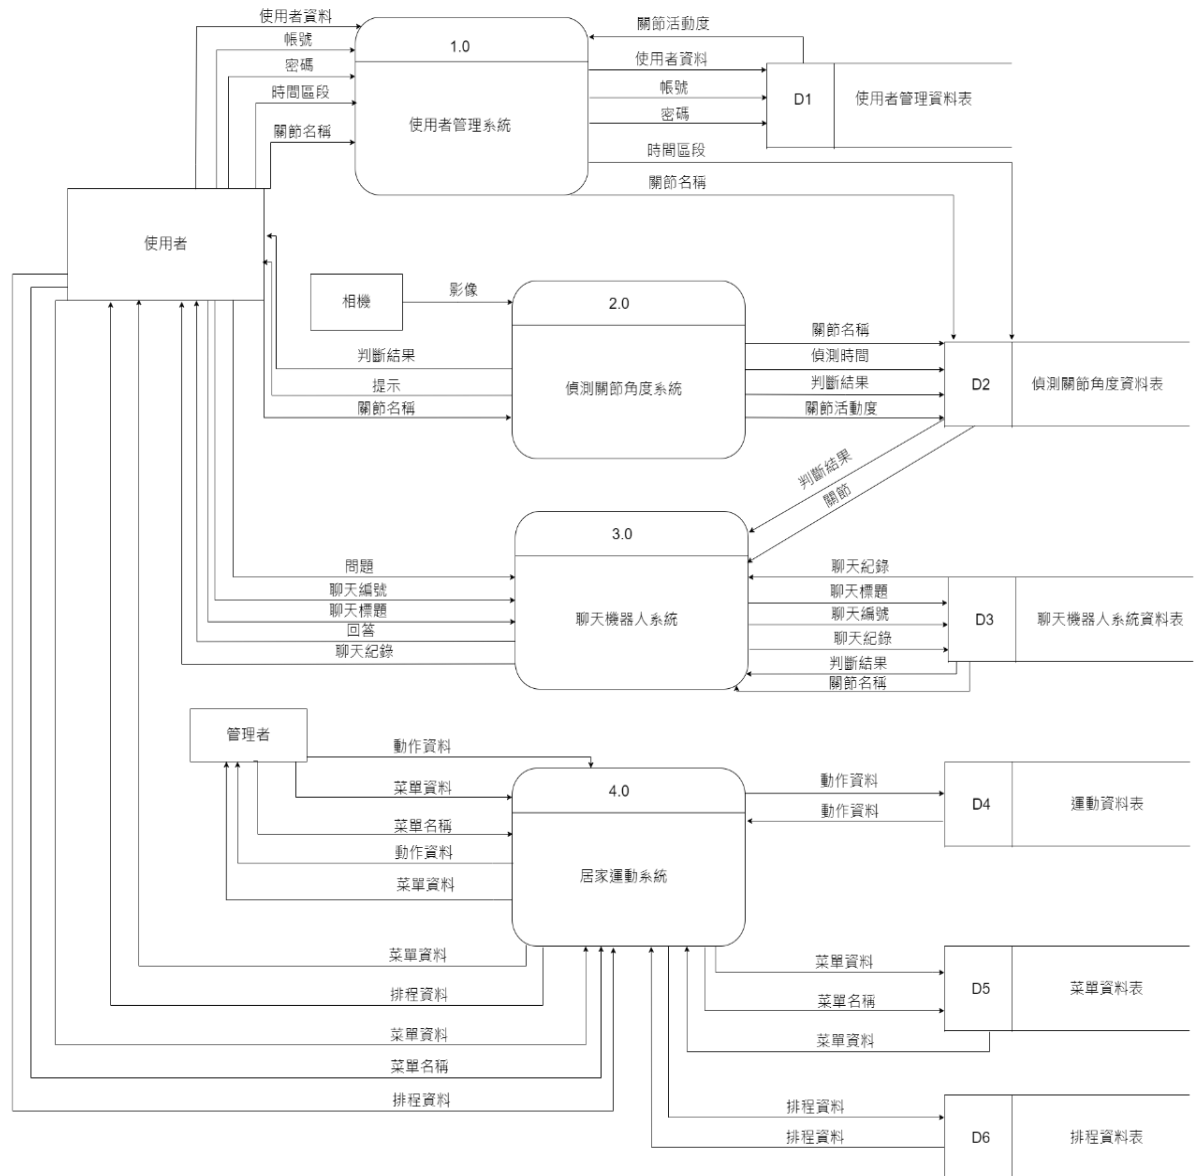 使用者資料
帳號
密碼
時間區段
關節名稱
1.0
使用者管理系統
關節活動度
使用者資料
帳號
密碼
D1
使用者管理資料表
時間區段
關節名稱
使用者
相機
影像
判斷結果
提示
關節名稱
2.0
偵測關節角度系統
關節名稱
偵測時間
判斷結果
關節活動度
D2
偵測關節角度資料表
判斷結果
關節
問題
聊天編號
聊天標題
回答
聊天紀錄
3.0
聊天機器人系統
聊天紀錄
聊天標題
聊天編號
聊天紀錄
判斷結果
關節名稱
D3
聊天機器人系統資料表
管理者
動作資料
菜單資料
菜單名稱
動作資料
菜單資料
4.0
居家運動系統
動作資料
動作資料
D4
運動資料表
菜單資料
排程資料
菜單資料
菜單名稱
排程資料
菜單資料
菜單名稱
菜單資料
D5
菜單資料表
排程資料
排程資料
D6
排程資料表